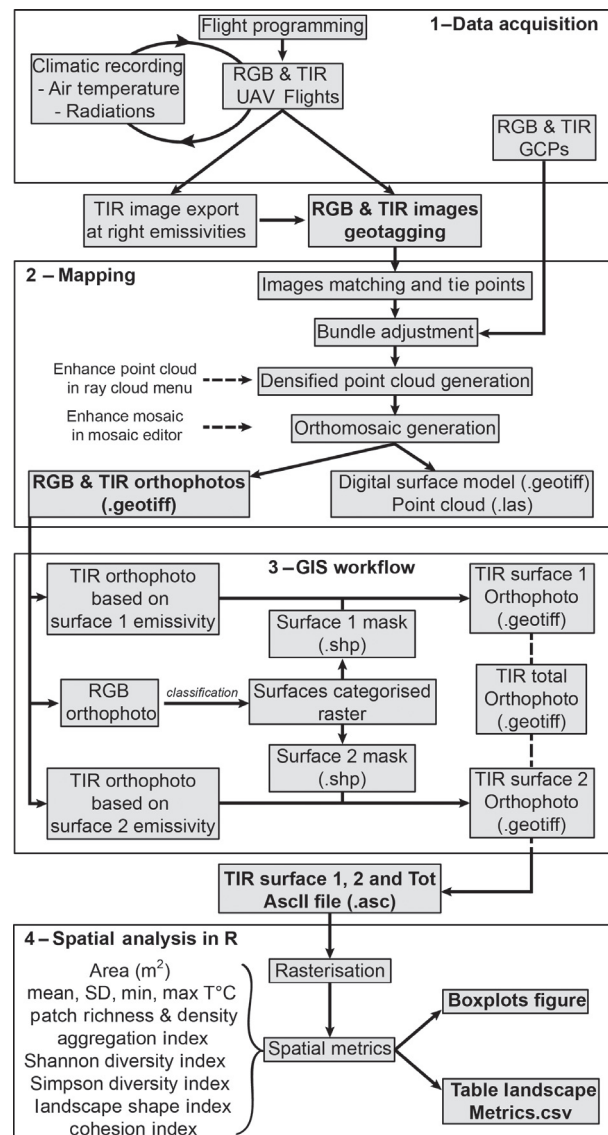 Flight programming
1–Data acquisition
Climatic recording
- Air temperature
- Radiations
RGB & TIR
UAV Flights
RGB & TIR
GCPs
TIR image export
at right emissivities
RGB & TIR images
geotagging
2 – Mapping
Images matching and tie points
Bundle adjustment
Enhance point cloud
in ray cloud menu
Densified point cloud generation
Enhance mosaic
in mosaic editor
Orthomosaic generation
RGB & TIR orthophotos
(.geotiff)
Digital surface model (.geotiff)
Point cloud (.las)
3 – GIS workflow
TIR orthophoto
based on
surface 1 emissivity
Surface 1 mask
(.shp)
TIR surface 1
Orthophoto
(.geotiff)
RGB
orthophoto
classification
Surfaces categorised
raster
TIR total
Orthophoto
(.geotiff)
TIR orthophoto
based on
surface 2 emissivity
Surface 2 mask
(.shp)
TIR surface 2
Orthophoto
(.geotiff)
TIR surface 1, 2 and Tot
AscII file (.asc)
4 – Spatial analysis in R
Area (m²)
mean, SD, min, max T°C
patch richness & density
aggregation index
Shannon diversity index
Simpson diversity index
landscape shape index
cohesion index
Rasterisation
Spatial metrics
Boxplots figure
Table landscape
Metrics.csv